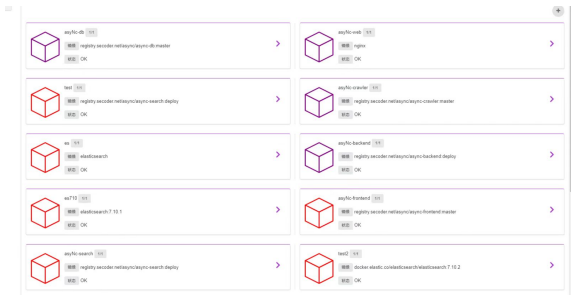 asyNc-db 1/1
镜像 registry.secoder.net/async/async-db:master
状态 OK
asyNc-web 1/1
镜像 nginx
状态 OK
test 1/1
镜像 registry.secoder.net/async/async-search:deploy
状态 OK
asyNc-crawler 1/1
镜像 registry.secoder.net/async/async-crawler:master
状态 OK
es 1/1
镜像 elasticsearch
状态 OK
asyNc-backend 1/1
镜像 registry.secoder.net/async/async-backend:deploy
状态 OK
es710 1/1
镜像 elasticsearch:7.10.1
状态 OK
asyNc-frontend 1/1
镜像 registry.secoder.net/async/async-frontend:master
状态 OK
asyNc-search 1/1
镜像 registry.secoder.net/async/async-search:deploy
状态 OK
test2 1/1
镜像 docker.elastic.co/elasticsearch/elasticsearch:7.10.2
状态 OK